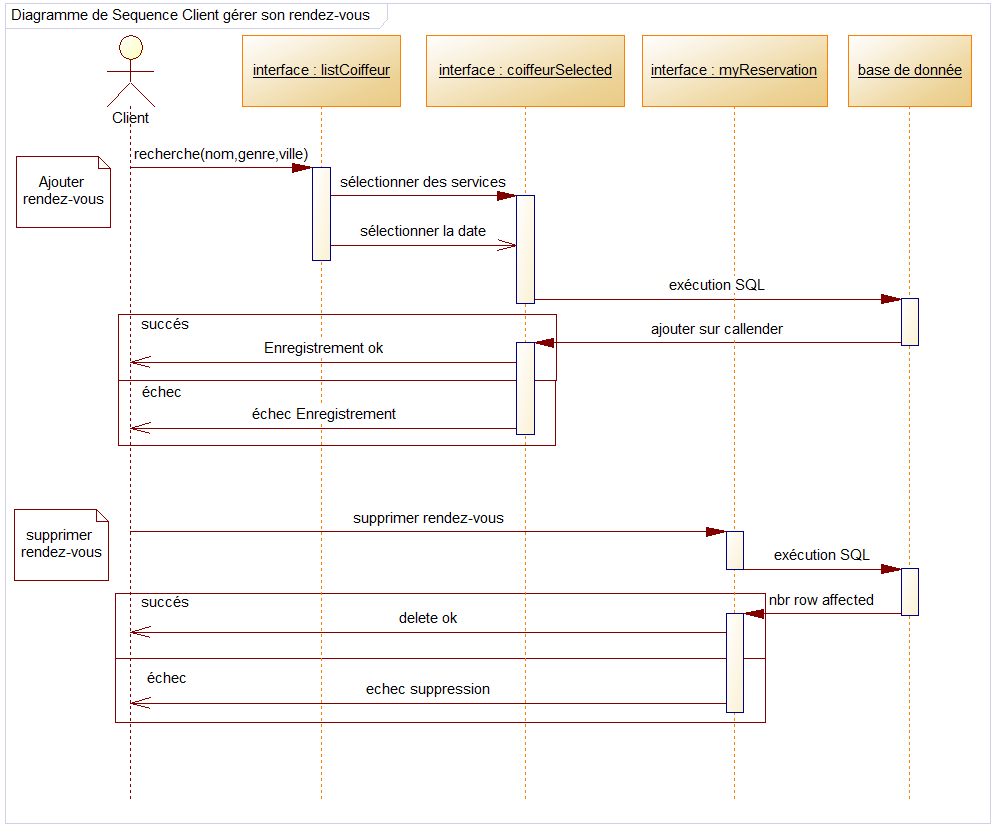 Diagramme de Sequence Client gérer son rendez-vous
interface : listCoiffeur
interface : coiffeurSelected
interface : myReservation
base de donnée
Client
recherche(nom,genre,ville)
Ajouter
rendez-vous
sélectionner des services
sélectionner la date
exécution SQL
succés
ajouter sur callender
Enregistrement ok
échec
échec Enregistrement
supprimer rendez-vous
supprimer
rendez-vous
exécution SQL
succés
nbr row affected
delete ok
échec
echec suppression